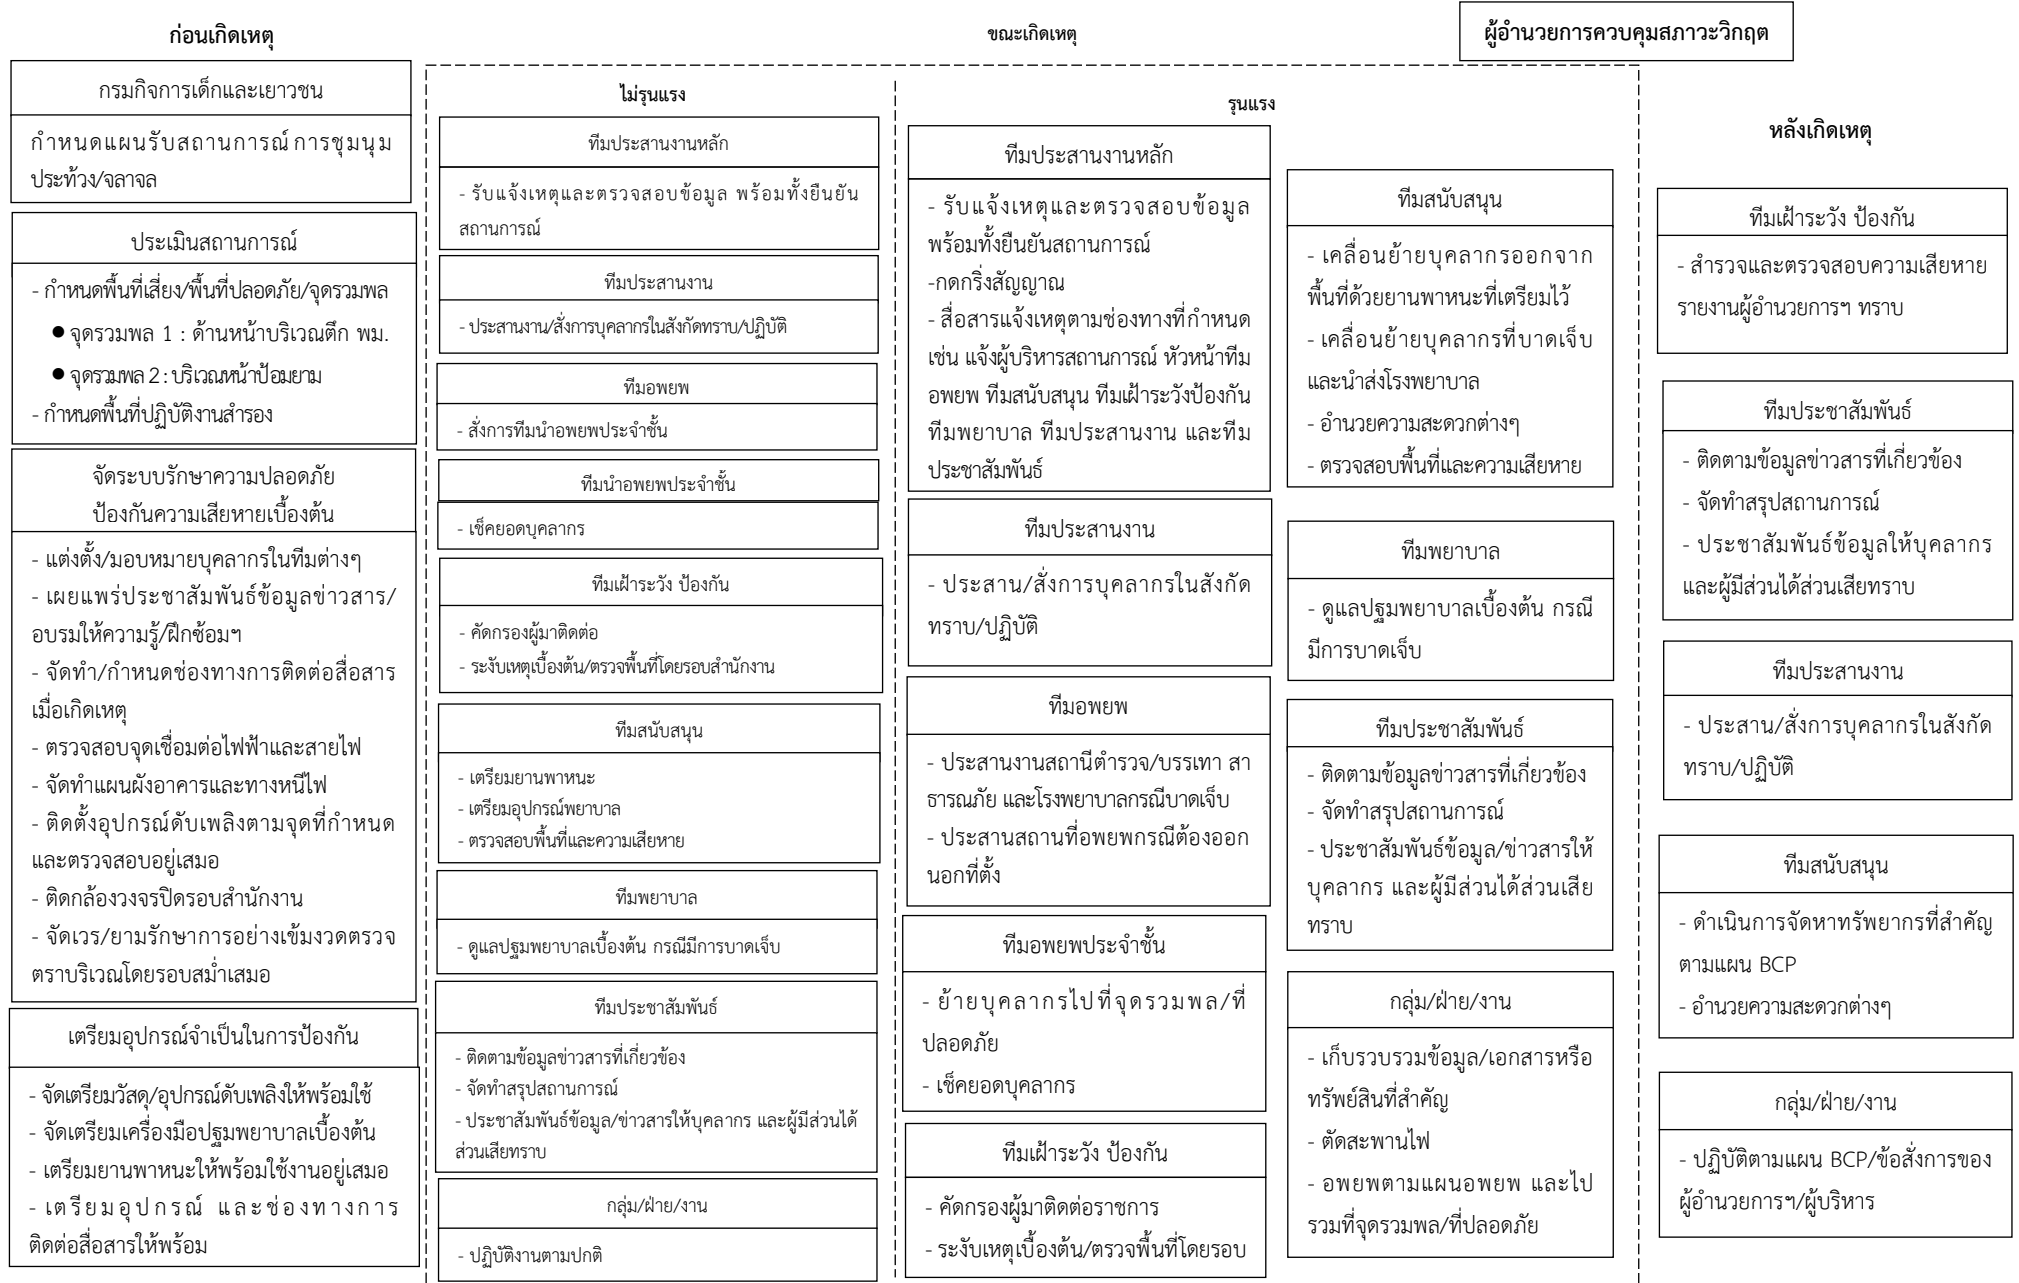 ก่อนเกิดเหตุ
กรมกิจการเด็กและเยาวชน
กำหนดแผนรับสถานการณ์ การชุมนุม
ประท้วง/จลาจล
ประเมินสถานการณ์
- กำหนดพื้นที่เสี่ยง/พื้นที่ปลอดภัย/จุดรวมพล
● จุดรวมพล 1 : ด้านหน้าบริเวณตึก พม.
● จุดรวมพล 2 : บริเวณหน้าป้อมยาม
- กำหนดพื้นที่ปฏิบัติงานสำรอง
จัดระบบรักษาความปลอดภัย
ป้องกันความเสียหายเบื้องต้น
- แต่งตั้ง/มอบหมายบุคลากรในทีมต่างๆ
- เผยแพร่ประชาสัมพันธ์ข้อมูลข่าวสาร/
อบรมให้ความรู้/ฝึกซ้อมฯ
- จัดทำ/กำหนดช่องทางการติดต่อสื่อสาร
เมื่อเกิดเหตุ
- ตรวจสอบจุดเชื่อมต่อไฟฟ้าและสายไฟ
- จัดทำแผนผังอาคารและทางหนีไฟ
- ติดตั้งอุปกรณ์ดับเพลิงตามจุดที่กำหนด
และตรวจสอบอยู่เสมอ
- ติดกล้องวงจรปิดรอบสำนักงาน
- จัดเวร/ยามรักษาการอย่างเข้มงวดตรวจ
ตราบริเวณโดยรอบสม่ำเสมอ
เตรียมอุปกรณ์จำเป็นในการป้องกัน
- จัดเตรียมวัสดุ/อุปกรณ์ดับเพลิงให้พร้อมใช้
- จัดเตรียมเครื่องมือปฐมพยาบาลเบื้องต้น
- เตรียมยานพาหนะให้พร้อมใช้งานอยู่เสมอ
- เตรียมอุปกรณ์ และช่องทางการ
ติดต่อสื่อสารให้พร้อม
ขณะเกิดเหตุ
ผู้อำนวยการควบคุมสภาวะวิกฤต
ไม่รุนแรง
ทีมประสานงานหลัก
- รับแจ้งเหตุและตรวจสอบข้อมูล พร้อมทั้งยืนยัน
สถานการณ์
ทีมประสานงาน
- ประสานงาน/สั่งการบุคลากรในสังกัดทราบ/ปฏิบัติ
ทีมอพยพ
- สั่งการทีมนำอพยพประจำชั้น
ทีมนำอพยพประจำชั้น
- เช็คยอดบุคลากร
ทีมเฝ้าระวัง ป้องกัน
- คัดกรองผู้มาติดต่อ
- ระงับเหตุเบื้องต้น/ตรวจพื้นที่โดยรอบสำนักงาน
ทีมสนับสนุน
- เตรียมยานพาหนะ
- เตรียมอุปกรณ์พยาบาล
- ตรวจสอบพื้นที่และความเสียหาย
ทีมพยาบาล
- ดูแลปฐมพยาบาลเบื้องต้น กรณีมีการบาดเจ็บ
ทีมประชาสัมพันธ์
- ติดตามข้อมูลข่าวสารที่เกี่ยวข้อง
- จัดทำสรุปสถานการณ์
- ประชาสัมพันธ์ข้อมูล/ข่าวสารให้บุคลากร และผู้มีส่วนได้
ส่วนเสียทราบ
กลุ่ม/ฝ่าย/งาน
- ปฏิบัติงานตามปกติ
รุนแรง
ทีมประสานงานหลัก
- รับแจ้งเหตุและตรวจสอบข้อมูล
พร้อมทั้งยืนยันสถานการณ์
-กดกริ่งสัญญาณ
- สื่อสารแจ้งเหตุตามช่องทางที่กำหนด
เช่น แจ้งผู้บริหารสถานการณ์ หัวหน้าทีม
อพยพ ทีมสนับสนุน ทีมเฝ้าระวังป้องกัน
ทีมพยาบาล ทีมประสานงาน และทีม
ประชาสัมพันธ์
ทีมประสานงาน
- ประสาน/สั่งการบุคลากรในสังกัด
ทราบ/ปฏิบัติ
ทีมอพยพ
- ประสานงานสถานีตำรวจ/บรรเทา สา
ธารณภัย และโรงพยาบาลกรณีบาดเจ็บ
- ประสานสถานที่อพยพกรณีต้องออก
นอกที่ตั้ง
ทีมอพยพประจำชั้น
- ย้ายบุคลากรไปที่จุดรวมพล/ที่
ปลอดภัย
- เช็คยอดบุคลากร
ทีมเฝ้าระวัง ป้องกัน
- คัดกรองผู้มาติดต่อราชการ
- ระงับเหตุเบื้องต้น/ตรวจพื้นที่โดยรอบ
ทีมสนับสนุน
- เคลื่อนย้ายบุคลากรออกจาก
พื้นที่ด้วยยานพาหนะที่เตรียมไว้
- เคลื่อนย้ายบุคลากรที่บาดเจ็บ
และนำส่งโรงพยาบาล
- อำนวยความสะดวกต่างๆ
- ตรวจสอบพื้นที่และความเสียหาย
ทีมพยาบาล
- ดูแลปฐมพยาบาลเบื้องต้น กรณี
มีการบาดเจ็บ
ทีมประชาสัมพันธ์
- ติดตามข้อมูลข่าวสารที่เกี่ยวข้อง
- จัดทำสรุปสถานการณ์
- ประชาสัมพันธ์ข้อมูล/ข่าวสารให้
บุคลากร และผู้มีส่วนได้ส่วนเสีย
ทราบ
กลุ่ม/ฝ่าย/งาน
- เก็บรวบรวมข้อมูล/เอกสารหรือ
ทรัพย์สินที่สำคัญ
- ตัดสะพานไฟ
- อพยพตามแผนอพยพ และไป
รวมที่จุดรวมพล/ที่ปลอดภัย
หลังเกิดเหตุ
ทีมเฝ้าระวัง ป้องกัน
- สำรวจและตรวจสอบความเสียหาย
รายงานผู้อำนวยการฯ ทราบ
ทีมประชาสัมพันธ์
- ติดตามข้อมูลข่าวสารที่เกี่ยวข้อง
- จัดทำสรุปสถานการณ์
- ประชาสัมพันธ์ข้อมูลให้บุคลากร
และผู้มีส่วนได้ส่วนเสียทราบ
ทีมประสานงาน
- ประสาน/สั่งการบุคลากรในสังกัด
ทราบ/ปฏิบัติ
ทีมสนับสนุน
- ดำเนินการจัดหาทรัพยากรที่สำคัญ
ตามแผน BCP
- อำนวยความสะดวกต่างๆ
กลุ่ม/ฝ่าย/งาน
- ปฏิบัติตามแผน BCP/ข้อสั่งการของ
ผู้อำนวยการฯ/ผู้บริหาร